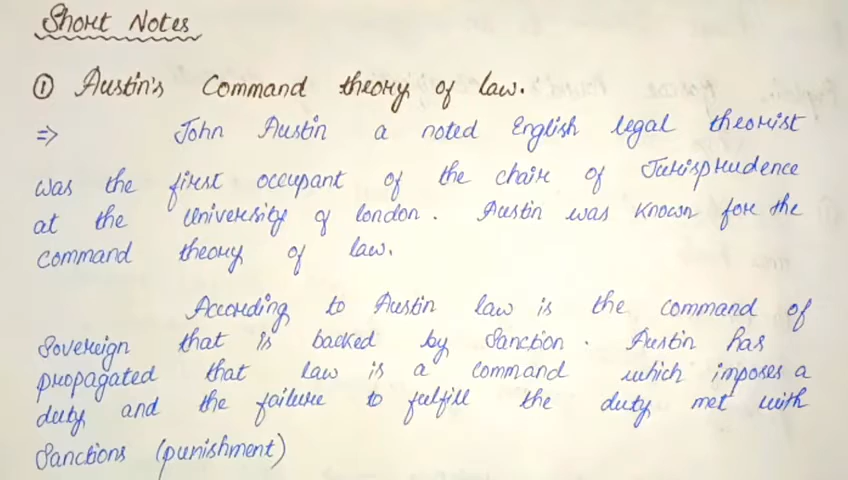 Short Notes
① Austin's Command theory of law.
⇒ John Austin a noted English legal theorist
was the first occupant of the chair of Jurisprudence
at the University of london. Austin was known for the
command theory of law.
According to Austin law is the command of
Sovereign that is backed by Sanction. Austin has
propagated that law is a command which imposes a
duty and the failure to fulfill the duty met with
Sanctions (punishment)